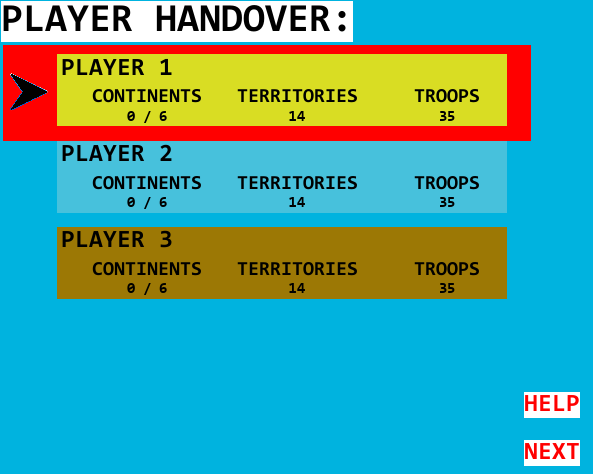 PLAYER HANDOVER:
PLAYER 1
CONTINENTS TERRITORIES TROOPS
0 / 6 14 35
PLAYER 2
CONTINENTS TERRITORIES TROOPS
0 / 6 14 35
PLAYER 3
CONTINENTS TERRITORIES TROOPS
0 / 6 14 35
HELP
NEXT